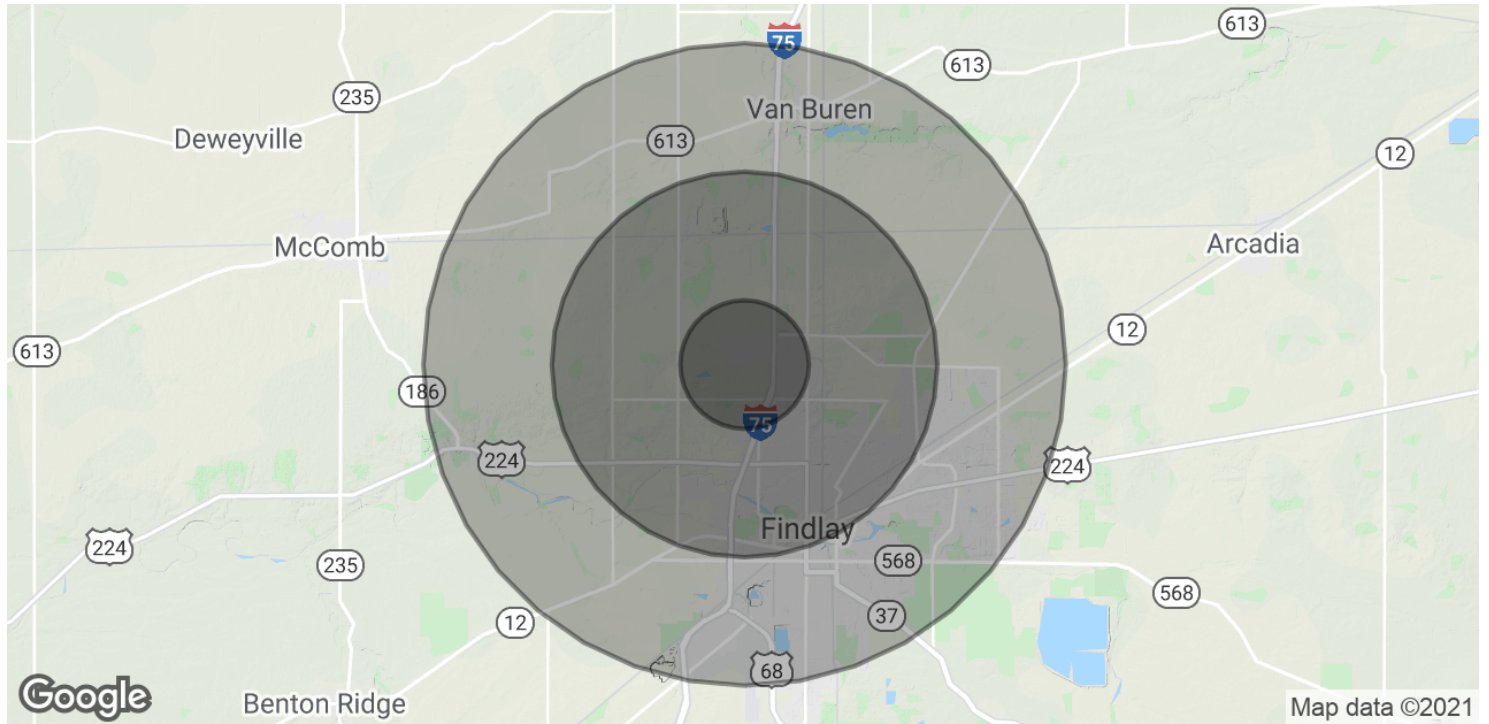 613
75
613
235
Van Buren
613
Deweyville
12
McComb
Arcadia
12
613
186
75
224
224
Findlay
224
235
568
568
12
37
68
Google
Benton Ridge
Map data ©2021